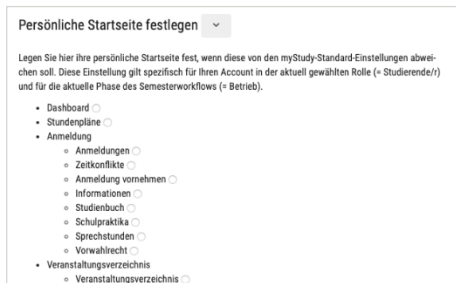 Persönliche Startseite festlegen
Legen Sie hier ihre persönliche Startseite fest, wenn diese von den myStudy-Standard-Einstellungen abwei-
chen soll. Diese Einstellung gilt spezifisch für Ihren Account in der aktuell gewählten Rolle (= Studierende/r)
und für die aktuelle Phase des Semesterworkflows (= Betrieb).
Dashboard
Stundenpläne
Anmeldung
Anmeldungen
Zeitkonflikte
Anmeldung vornehmen
Informationen
Studienbuch
Schulpraktika
Sprechstunden
Vorwahlrecht
Veranstaltungsverzeichnis
Veranstaltungsverzeichnis